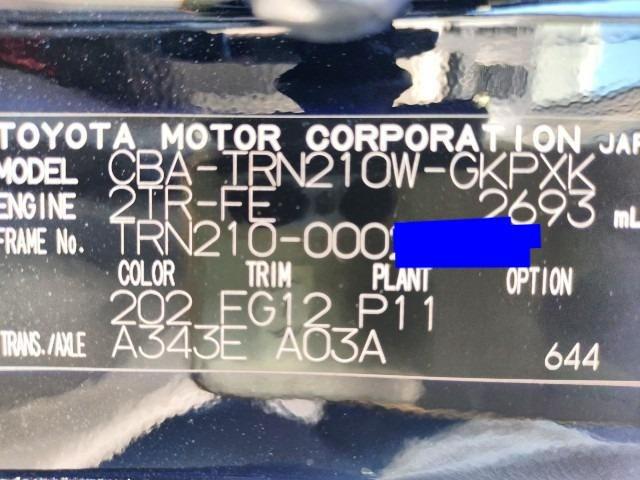 TOYOTA MOTOR CORPORATION JAP
MODEL CBA-TRN210W-GKPXK
ENGINE 2TR-FE 2693 mL
FRAME No. TRN210-000
COLOR TRIM PLANT OPTION
202 FG12 P11
TRANS./AXLE A343E A03A 644